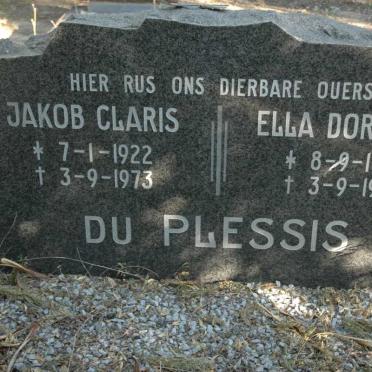 HIER RUS ONS DIERBARE OUERS
JAKOB CLARIS ELLA DOR
* 7-1-1922 * 8-9-1
† 3-9-1973 † 3-9-19
DU PLESSIS